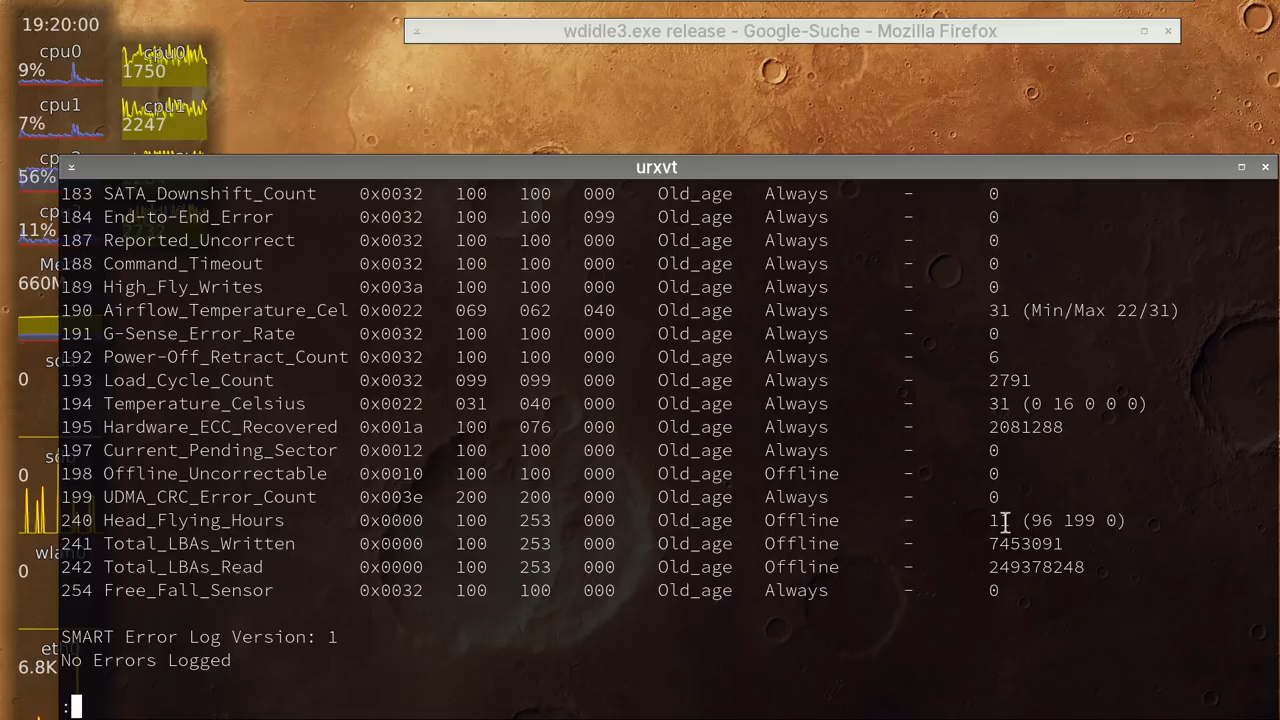 19:20:00
wdidle3.exe release - Google-Suche - Mozilla Firefox
cpu0 cpu0
9% 1750
cpu1 cpu1
7% 2247
56%
11%
660M
0
0
0
6.8K
urxvt
183 SATA_Downshift_Count 0x0032 100 100 000 Old_age Always - 0
184 End-to-End_Error 0x0032 100 100 099 Old_age Always - 0
187 Reported_Uncorrect 0x0032 100 100 000 Old_age Always - 0
188 Command_Timeout 0x0032 100 100 000 Old_age Always - 0
189 High_Fly_Writes 0x003a 100 100 000 Old_age Always - 0
190 Airflow_Temperature_Cel 0x0022 069 062 040 Old_age Always - 31 (Min/Max 22/31)
191 G-Sense_Error_Rate 0x0032 100 100 000 Old_age Always - 0
192 Power-Off_Retract_Count 0x0032 100 100 000 Old_age Always - 6
193 Load_Cycle_Count 0x0032 099 099 000 Old_age Always - 2791
194 Temperature_Celsius 0x0022 031 040 000 Old_age Always - 31 (0 16 0 0 0)
195 Hardware_ECC_Recovered 0x001a 100 076 000 Old_age Always - 2081288
197 Current_Pending_Sector 0x0012 100 100 000 Old_age Always - 0
198 Offline_Uncorrectable 0x0010 100 100 000 Old_age Offline - 0
199 UDMA_CRC_Error_Count 0x003e 200 200 000 Old_age Always - 0
240 Head_Flying_Hours 0x0000 100 253 000 Old_age Offline - (96 199 0)
241 Total_LBAs_Written 0x0000 100 253 000 Old_age Offline - 7453091
242 Total_LBAs_Read 0x0000 100 253 000 Old_age Offline - 249378248
254 Free_Fall_Sensor 0x0032 100 100 000 Old_age Always - 0
SMART Error Log Version: 1
No Errors Logged
: